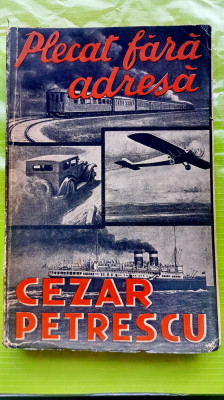 Plecat fără
adresă
CEZAR
PETRESCU